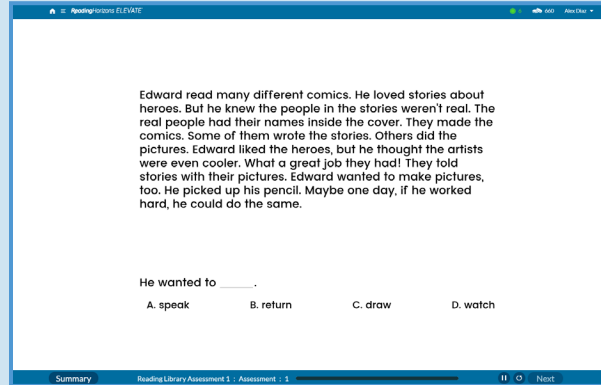 ReadingHorizons ELEVATE
660
Alex Diaz
Edward read many different comics. He loved stories about
heroes. But he knew the people in the stories weren't real. The
real people had their names inside the cover. They made the
comics. Some of them wrote the stories. Others did the
pictures. Edward liked the heroes, but he thought the artists
were even cooler. What a great job they had! They told
stories with their pictures. Edward wanted to make pictures,
too. He picked up his pencil. Maybe one day, if he worked
hard, he could do the same.
He wanted to _____.
A. speak B. return C. draw D. watch
Summary Reading Library Assessment 1 : Assessment : 1 Next